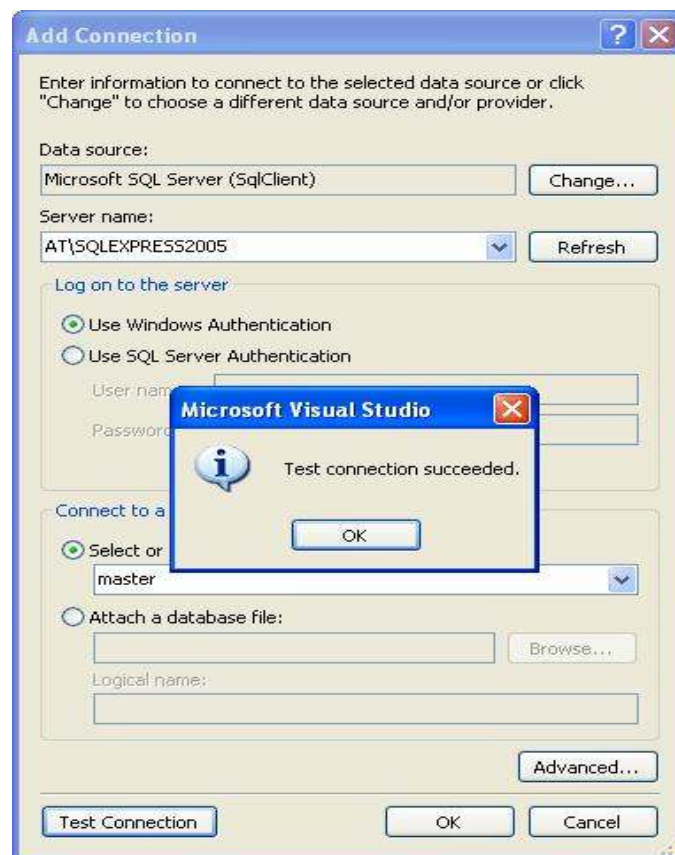 Add Connection
Enter information to connect to the selected data source or click
"Change" to choose a different data source and/or provider.
Data source:
Microsoft SQL Server (SqlClient)
Change...
Server name:
AT\SQLEXPRESS2005
Refresh
Log on to the server
Use Windows Authentication
Use SQL Server Authentication
User nam
Password
Microsoft Visual Studio
Test connection succeeded.
OK
Connect to a
Select or
master
Attach a database file:
Browse...
Logical name:
Advanced...
Test Connection
OK
Cancel